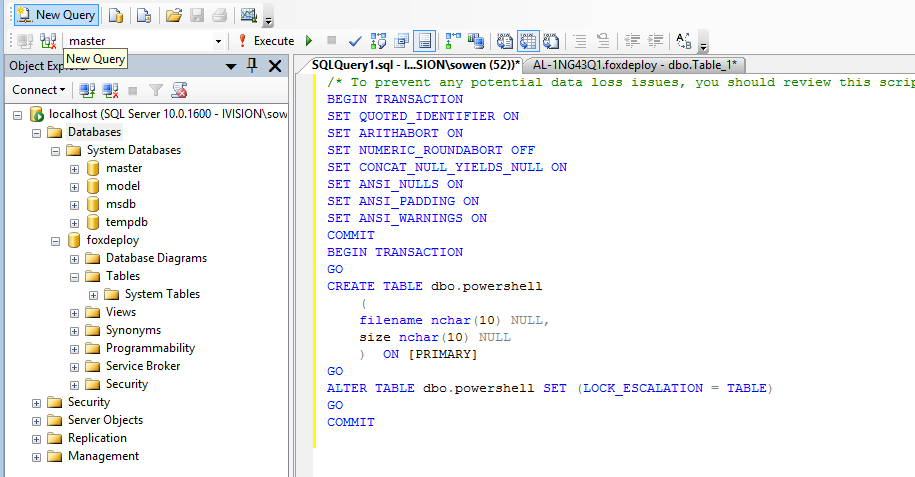 New Query
master
Execute
New Query
Object Explo
Connect
localhost (SQL Server 10.0.1600 - IVISION\sow
Databases
System Databases
master
model
msdb
tempdb
foxdeploy
Database Diagrams
Tables
System Tables
Views
Synonyms
Programmability
Service Broker
Security
Security
Server Objects
Replication
Management
SQLQuery1.sql - I...SION\sowen (52))* AL-1NG43Q1.foxdeploy - dbo.Table_1*
/* To prevent any potential data loss issues, you should review this scrip
BEGIN TRANSACTION
SET QUOTED_IDENTIFIER ON
SET ARITHABORT ON
SET NUMERIC_ROUNDABORT OFF
SET CONCAT_NULL_YIELDS_NULL ON
SET ANSI_NULLS ON
SET ANSI_PADDING ON
SET ANSI_WARNINGS ON
COMMIT
BEGIN TRANSACTION
GO
CREATE TABLE dbo.powershell
(
filename nchar(10) NULL,
size nchar(10) NULL
) ON [PRIMARY]
GO
ALTER TABLE dbo.powershell SET (LOCK_ESCALATION = TABLE)
GO
COMMIT